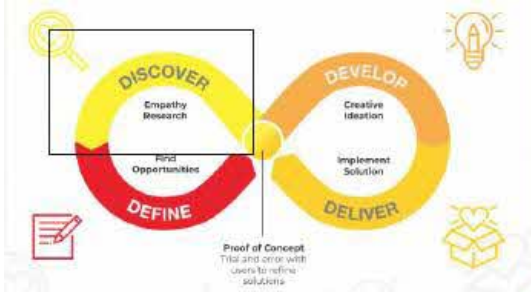 DISCOVER
Empathy
Research
Find
Opportunities
DEFINE
DEVELOP
Creative
Ideation
Implement
Solution
DELIVER
Proof of Concept
Trial and error with
users to refine
solutions